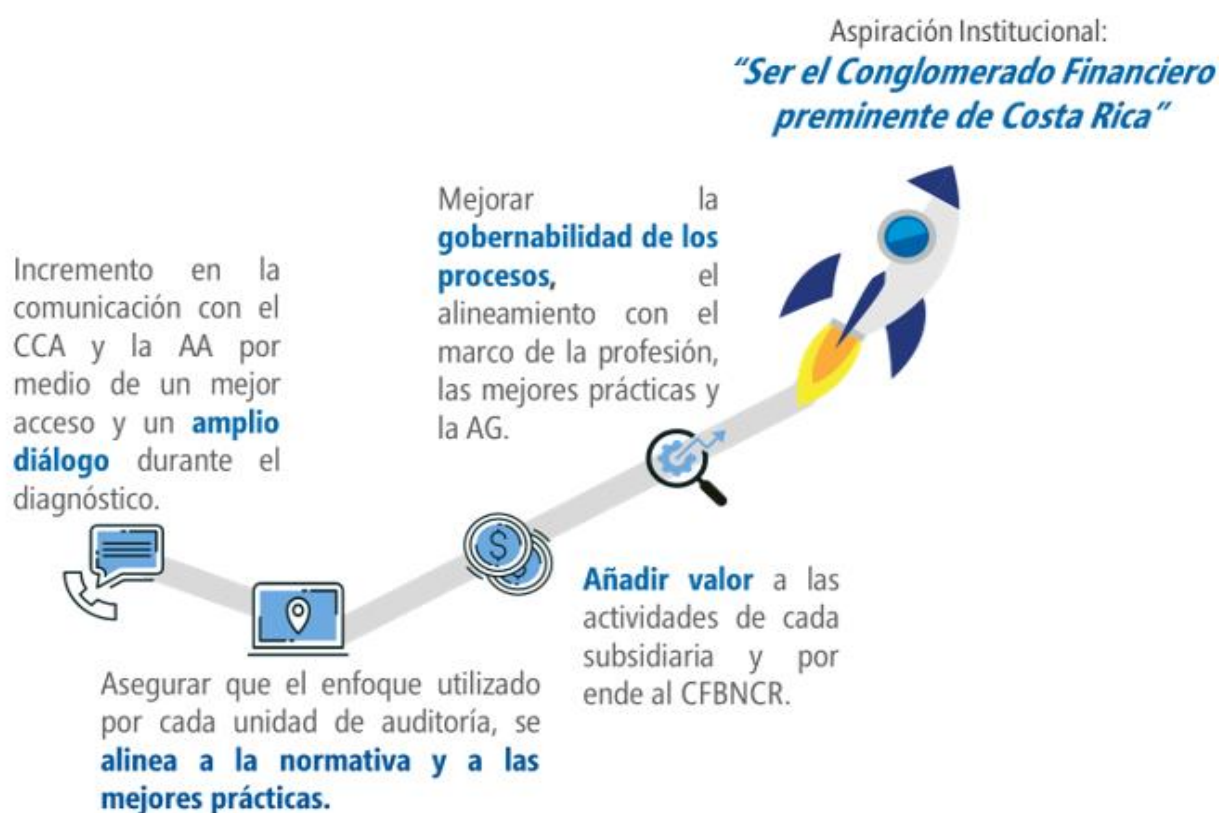 Aspiración Institucional:
“Ser el Conglomerado Financiero
preminente de Costa Rica”
Incremento en la
comunicación con el
CCA y la AA por
medio de un mejor
acceso y un amplio
diálogo durante el
diagnóstico.
Asegurar que el enfoque utilizado
por cada unidad de auditoría, se
alinea a la normativa y a las
mejores prácticas.
Mejorar la
gobernabilidad de los
procesos, el
alineamiento con el
marco de la profesión,
las mejores prácticas y
la AG.
Añadir valor a las
actividades de cada
subsidiaria y por
ende al CFBNCR.
$
$